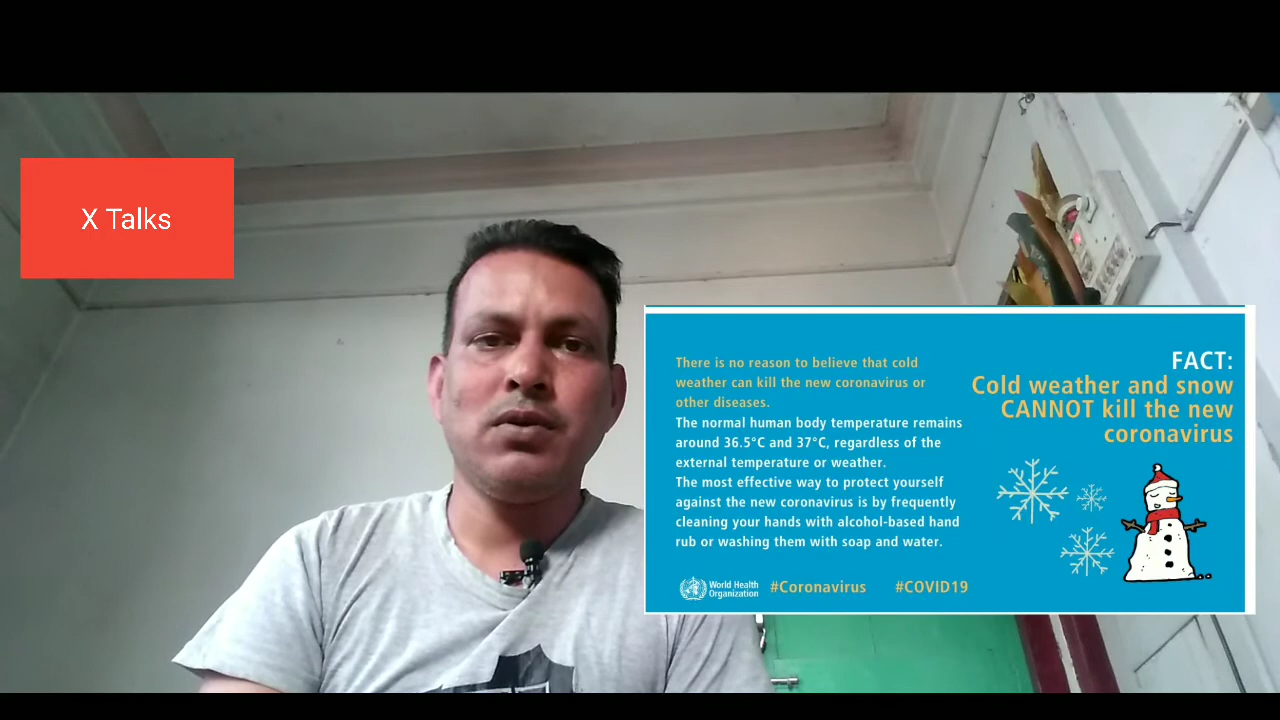 X Talks
There is no reason to believe that cold
weather can kill the new coronavirus or
other diseases.
The normal human body temperature remains
around 36.5°C and 37°C, regardless of the
external temperature or weather.
The most effective way to protect yourself
against the new coronavirus is by frequently
cleaning your hands with alcohol-based hand
rub or washing them with soap and water.
World Health
Organization
#Coronavirus #COVID19
FACT:
Cold weather and snow
CANNOT kill the new
coronavirus